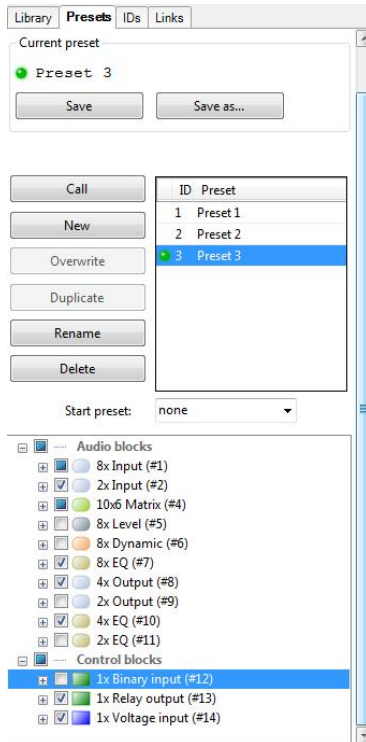 Library Presets IDs Links
Current preset
Preset 3
Save Save as...
Call
New
Overwrite
Duplicate
Rename
Delete
ID Preset
1 Preset 1
2 Preset 2
3 Preset 3
Start preset: none
Audio blocks
8x Input (#1)
2x Input (#2)
10x6 Matrix (#4)
8x Level (#5)
8x Dynamic (#6)
8x EQ (#7)
4x Output (#8)
2x Output (#9)
4x EQ (#10)
2x EQ (#11)
Control blocks
1x Binary input (#12)
1x Relay output (#13)
1x Voltage input (#14)